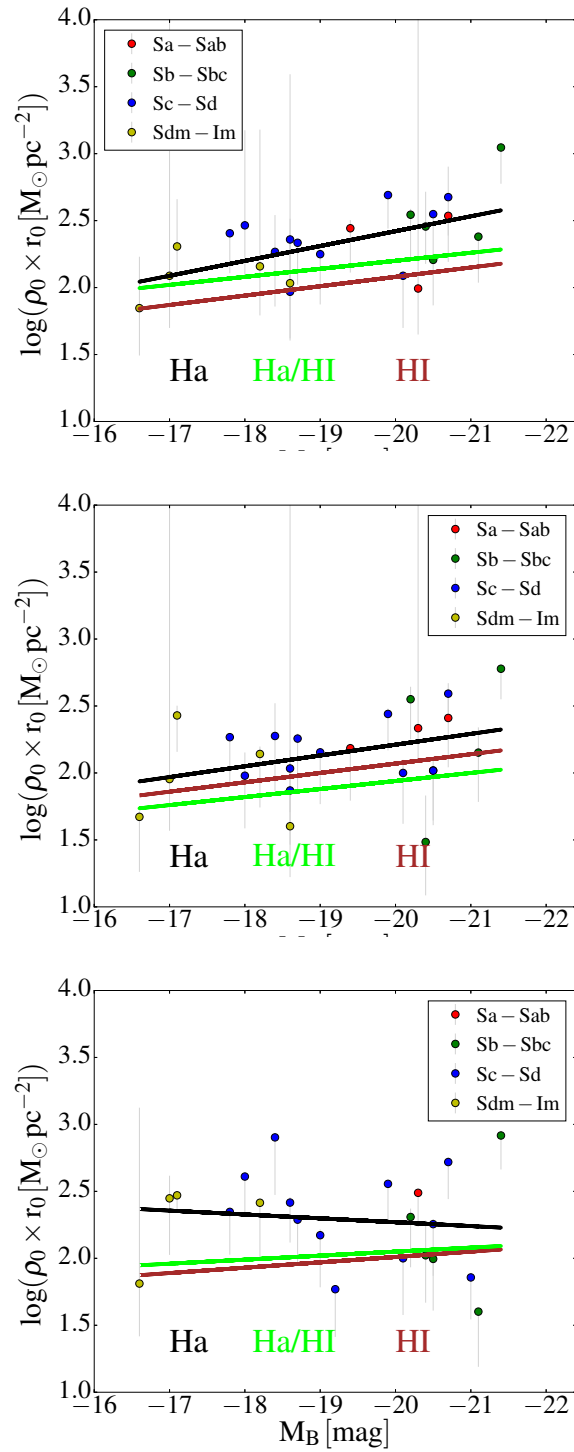 4.0
3.5
3.0
2.5
2.0
1.5
1.0
log(ρ₀ × r₀ [M⊙pc⁻²])
Sa – Sab
Sb – Sbc
Sc – Sd
Sdm – Im
Ha Ha/HI HI
−16 −17 −18 −19 −20 −21 −22
4.0
3.5
3.0
2.5
2.0
1.5
1.0
log(ρ₀ × r₀ [M⊙pc⁻²])
Sa – Sab
Sb – Sbc
Sc – Sd
Sdm – Im
Ha Ha/HI HI
−16 −17 −18 −19 −20 −21 −22
4.0
3.5
3.0
2.5
2.0
1.5
1.0
log(ρ₀ × r₀ [M⊙pc⁻²])
Sa – Sab
Sb – Sbc
Sc – Sd
Sdm – Im
Ha Ha/HI HI
−16 −17 −18 −19 −20 −21 −22
M_B [mag]